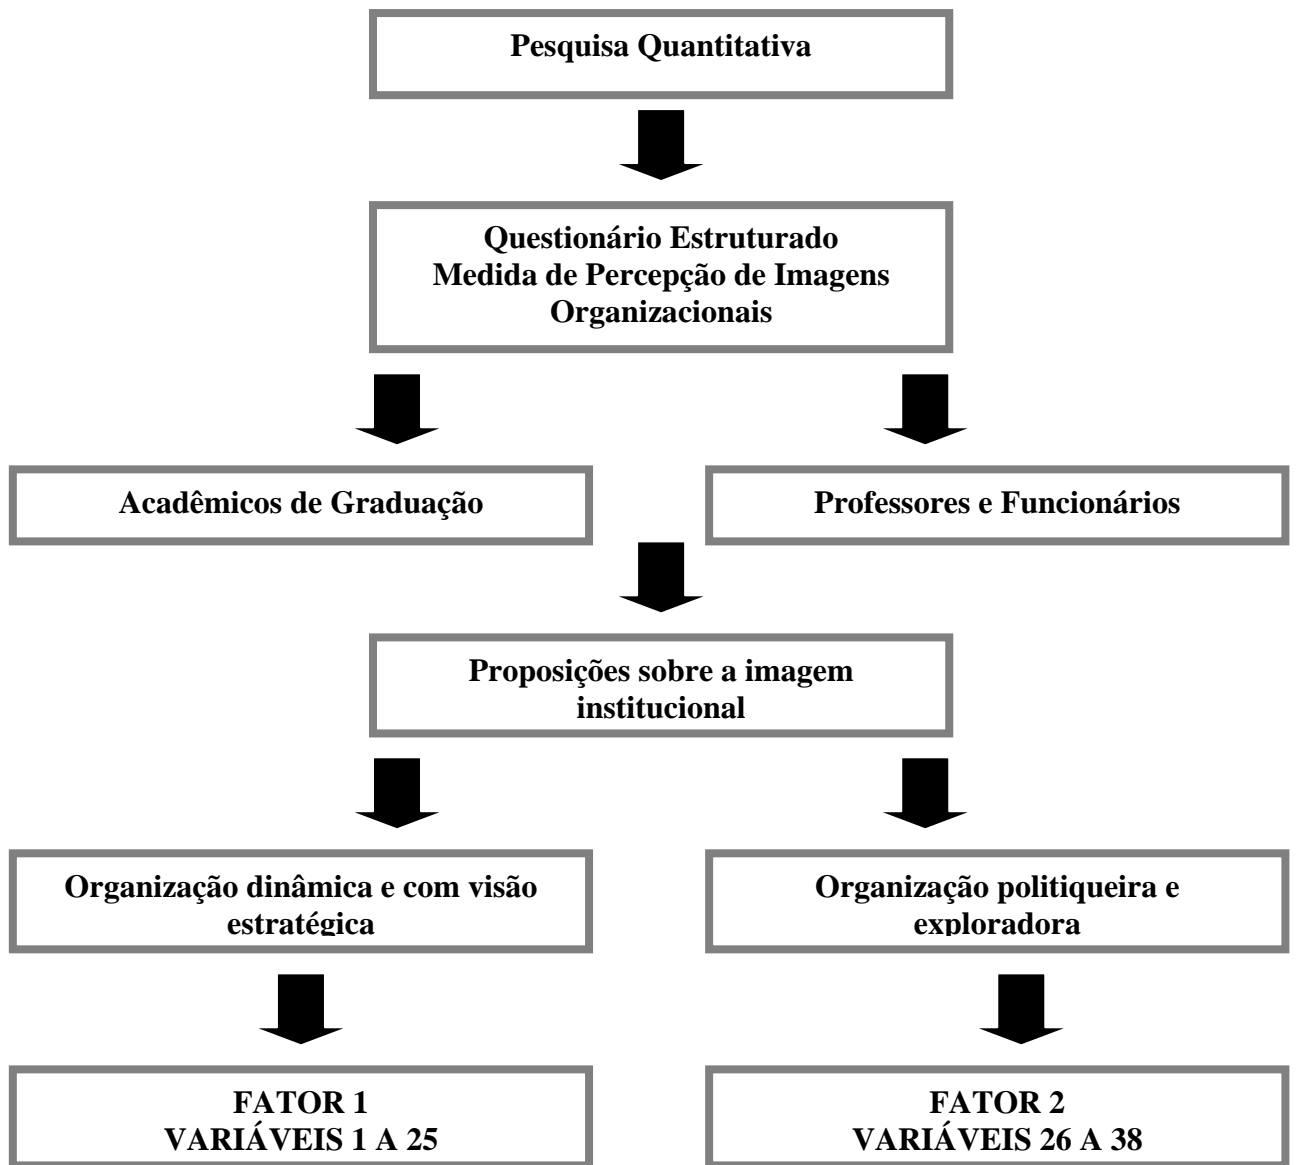 Pesquisa Quantitativa
Questionário Estruturado
Medida de Percepção de Imagens
Organizacionais
Acadêmicos de Graduação
Professores e Funcionários
Proposições sobre a imagem
institucional
Organização dinâmica e com visão
estratégica
Organização politiqueira e
exploradora
FATOR 1
VARIÁVEIS 1 A 25
FATOR 2
VARIÁVEIS 26 A 38